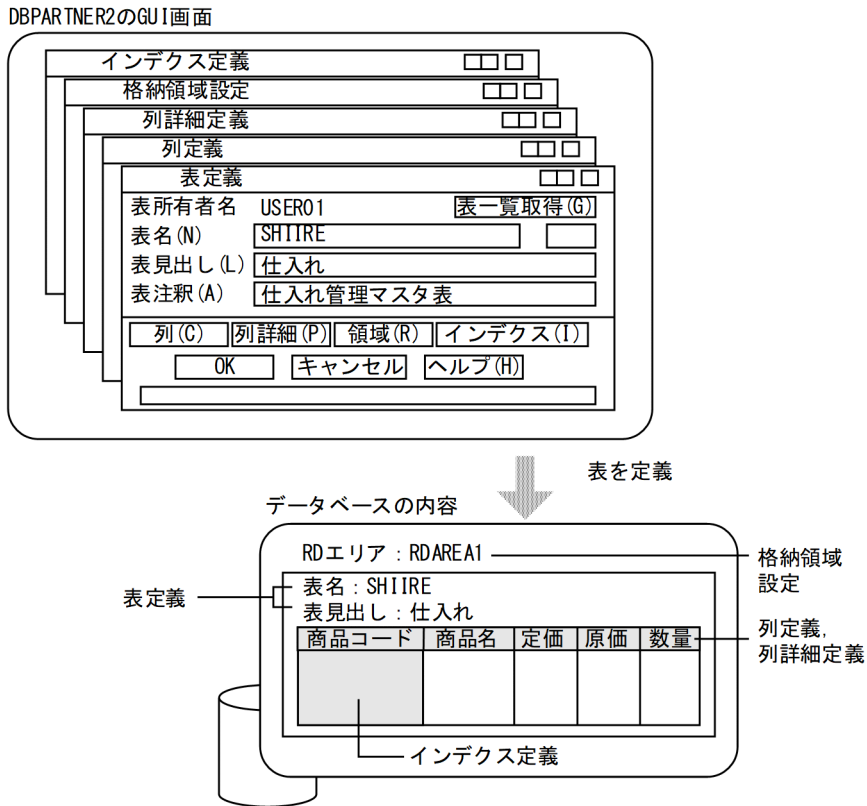 DBPARTNER2のGUI画面
インデクス定義
格納領域設定
列詳細定義
列定義
表定義
表所有者名 USER01 表一覧取得(G)
表名(N) SHIIRE
表見出し(L) 仕入れ
表注釈(A) 仕入れ管理マスタ表
列(C) 列詳細(P) 領域(R) インデクス(I)
OK キャンセル ヘルプ(H)
表を定義
データベースの内容
RDエリア：RDAREA1
格納領域
設定
表定義
表名：SHIIRE
表見出し：仕入れ
商品コード 商品名 定価 原価 数量
列定義，
列詳細定義
インデクス定義